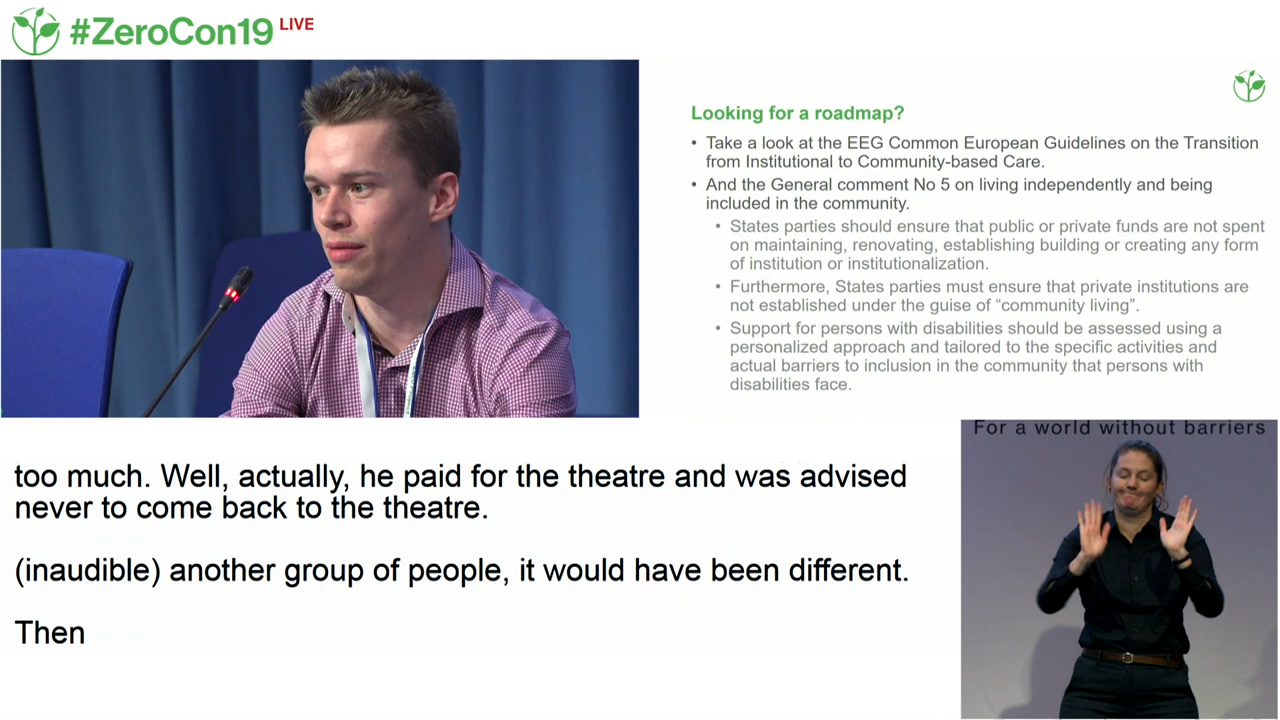 #ZeroCon19 LIVE
Looking for a roadmap?
• Take a look at the EEG Common European Guidelines on the Transition
from Institutional to Community-based Care.
• And the General comment No 5 on living independently and being
included in the community.
• States parties should ensure that public or private funds are not spent
on maintaining, renovating, establishing building or creating any form
of institution or institutionalization.
• Furthermore, States parties must ensure that private institutions are
not established under the guise of “community living”.
• Support for persons with disabilities should be assessed using a
personalized approach and tailored to the specific activities and
actual barriers to inclusion in the community that persons with
disabilities face.
too much. Well, actually, he paid for the theatre and was advised
never to come back to the theatre.
(inaudible) another group of people, it would have been different.
Then
For a world without barriers